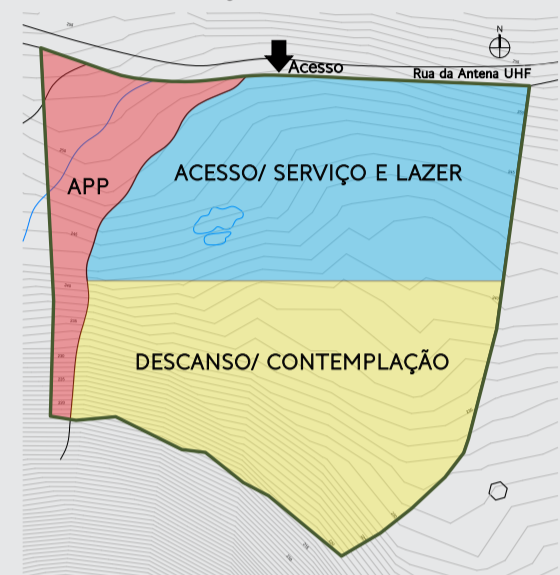 N
Acesso
Rua da Antena UHF
ACESSO/ SERVIÇO E LAZER
APP
DESCANSO/ CONTEMPLAÇÃO